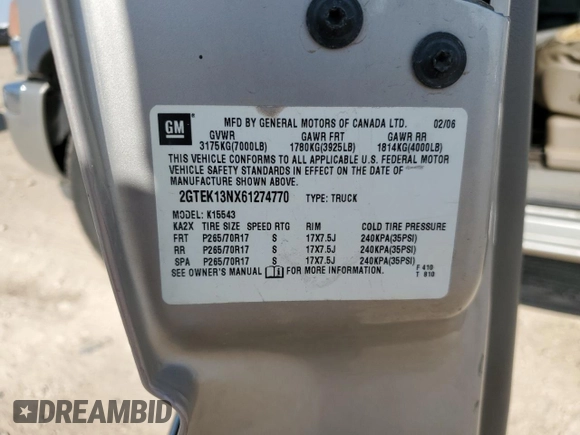 GM MFD BY GENERAL MOTORS OF CANADA LTD. 02/06
GVWR GAWR FRT GAWR RR
3175KG(7000LB) 1780KG(3925LB) 1814KG(4000LB)
THIS VEHICLE CONFORMS TO ALL APPLICABLE U.S. FEDERAL MOTOR
VEHICLE SAFETY STANDARDS IN EFFECT ON THE DATE OF
MANUFACTURE SHOWN ABOVE.
2GTEK13NX61274770 TYPE: TRUCK
MODEL: K15543
KA2X TIRE SIZE SPEED RTG RIM COLD TIRE PRESSURE
FRT P265/70R17 S 17X7.5J 240KPA(35PSI)
RR P265/70R17 S 17X7.5J 240KPA(35PSI)
SPA P265/70R17 S 17X7.5J 240KPA(35PSI)
SEE OWNER'S MANUAL FOR MORE INFORMATION. F 410
T 810
DREAMBID